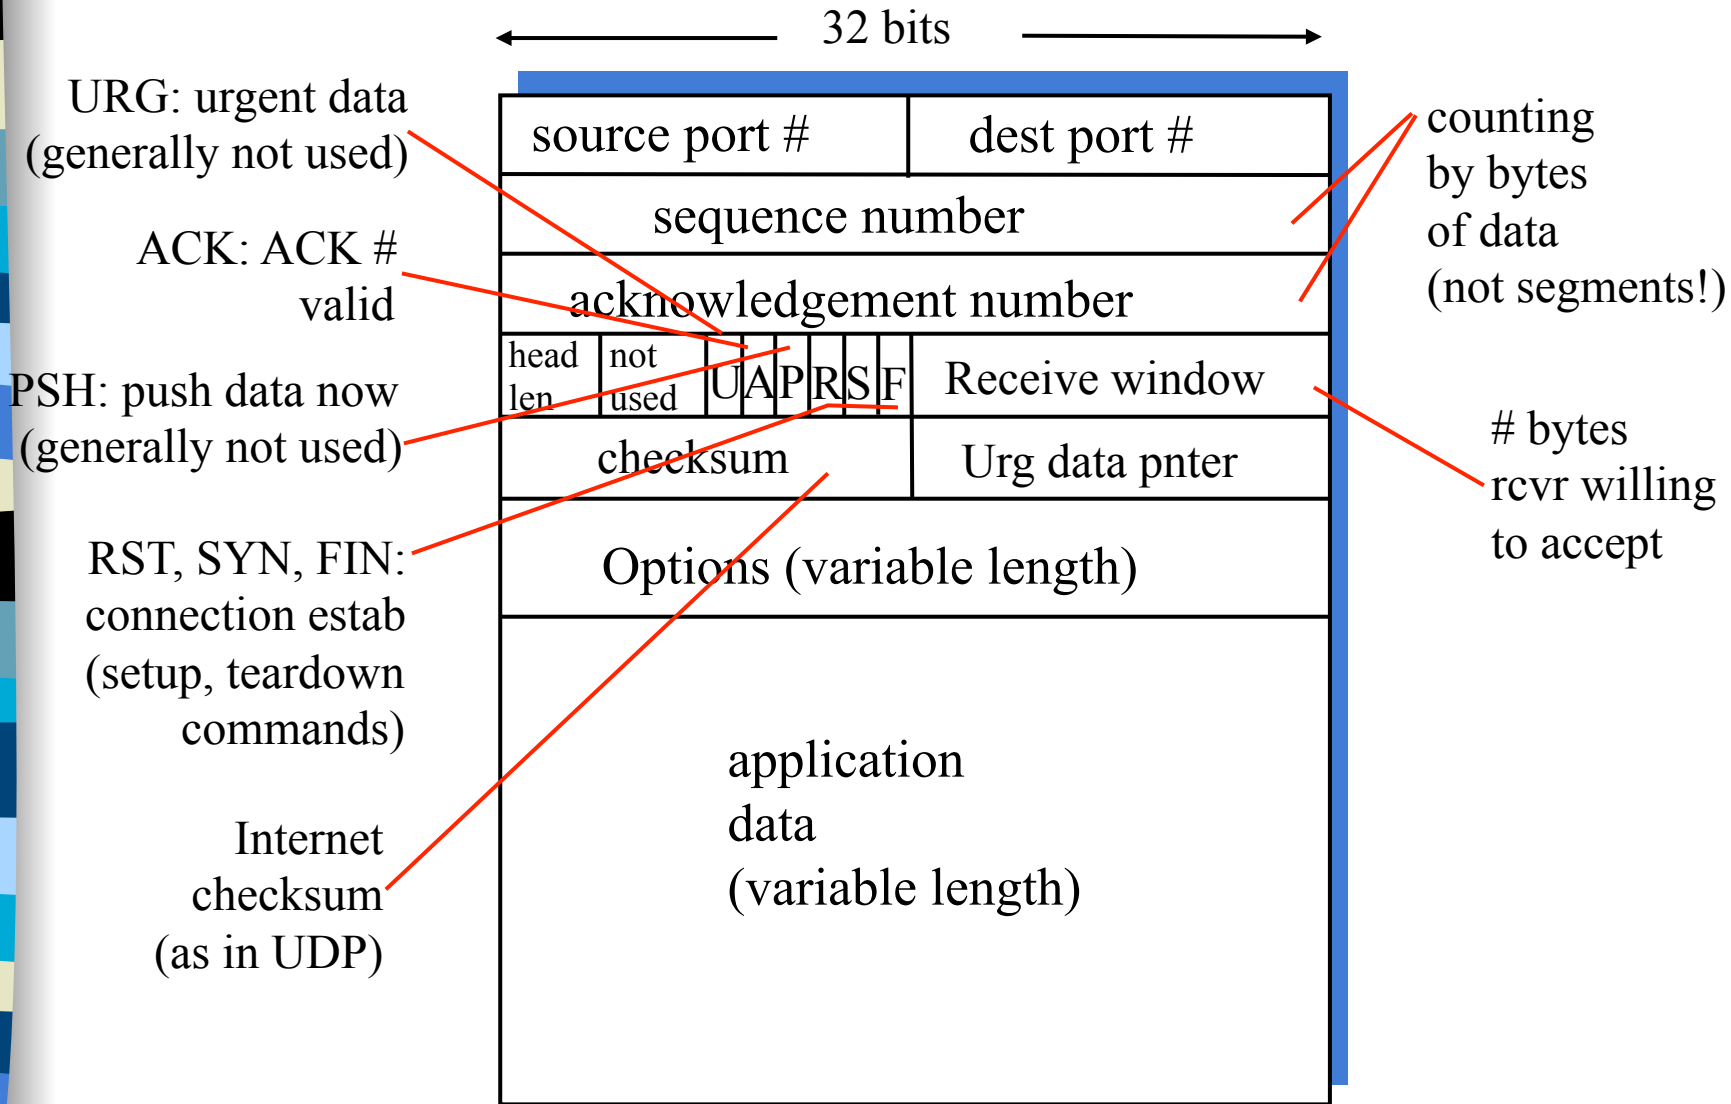 32 bits
URG: urgent data
(generally not used)
ACK: ACK #
valid
PSH: push data now
(generally not used)
RST, SYN, FIN:
connection estab
(setup, teardown
commands)
Internet
checksum
(as in UDP)
source port #
dest port #
sequence number
acknowledgement number
head
len
not
used
U
A
P
R
S
F
Receive window
checksum
Urg data pnter
Options (variable length)
application
data
(variable length)
counting
by bytes
of data
(not segments!)
# bytes
rcvr willing
to accept